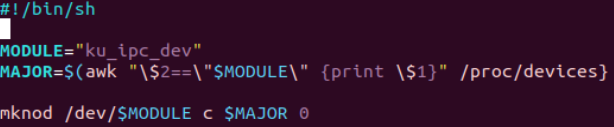 #!/bin/sh
MODULE="ku_ipc_dev"
MAJOR=$(awk "\$2==\"$MODULE\" {print \$1}" /proc/devices}
mknod /dev/$MODULE c $MAJOR 0